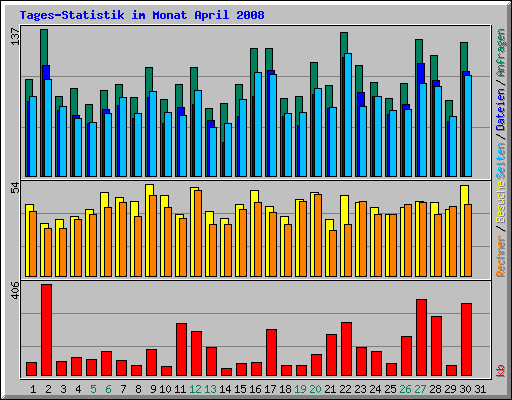 Tages-Statistik im Monat April 2008
137
54
406
Rechner / Besuche Seiten / Dateien / Anfragen
kb
1 2 3 4 5 6 7 8 9 10 11 12 13 14 15 16 17 18 19 20 21 22 23 24 25 26 27 28 29 30 31